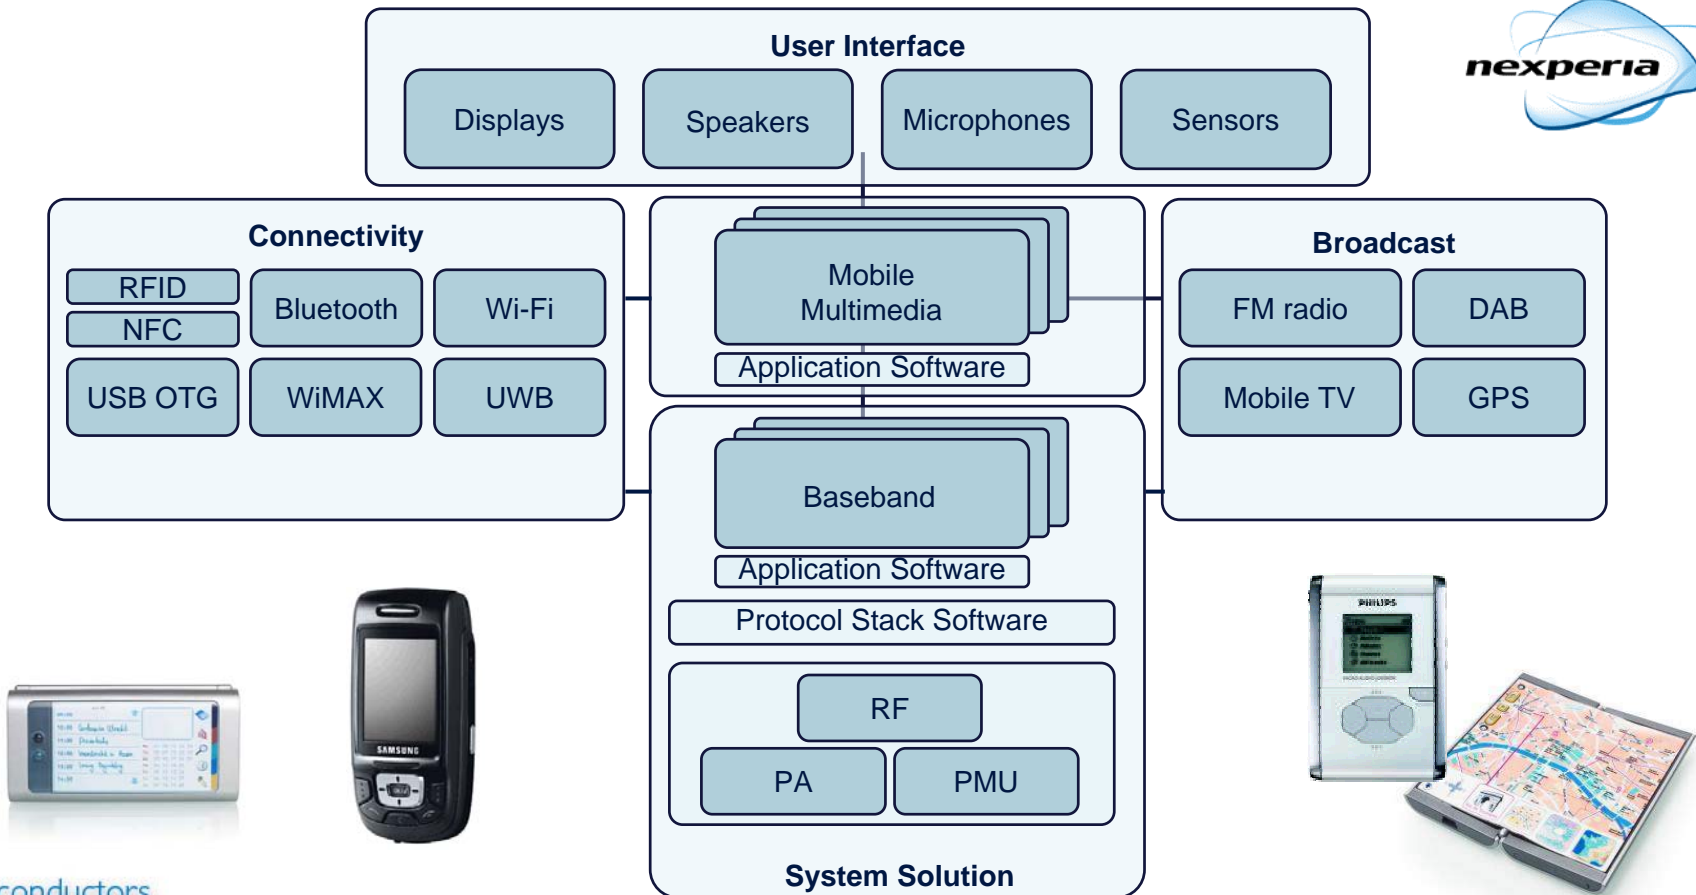 User Interface
nexperia
Displays
Speakers
Microphones
Sensors
Connectivity
RFID
NFC
Bluetooth
Wi-Fi
USB OTG
WiMAX
UWB
Mobile
Multimedia
Application Software
Broadcast
FM radio
DAB
Mobile TV
GPS
Baseband
Application Software
Protocol Stack Software
RF
PA
PMU
System Solution
SAMSUNG
PHILIPS
conductors